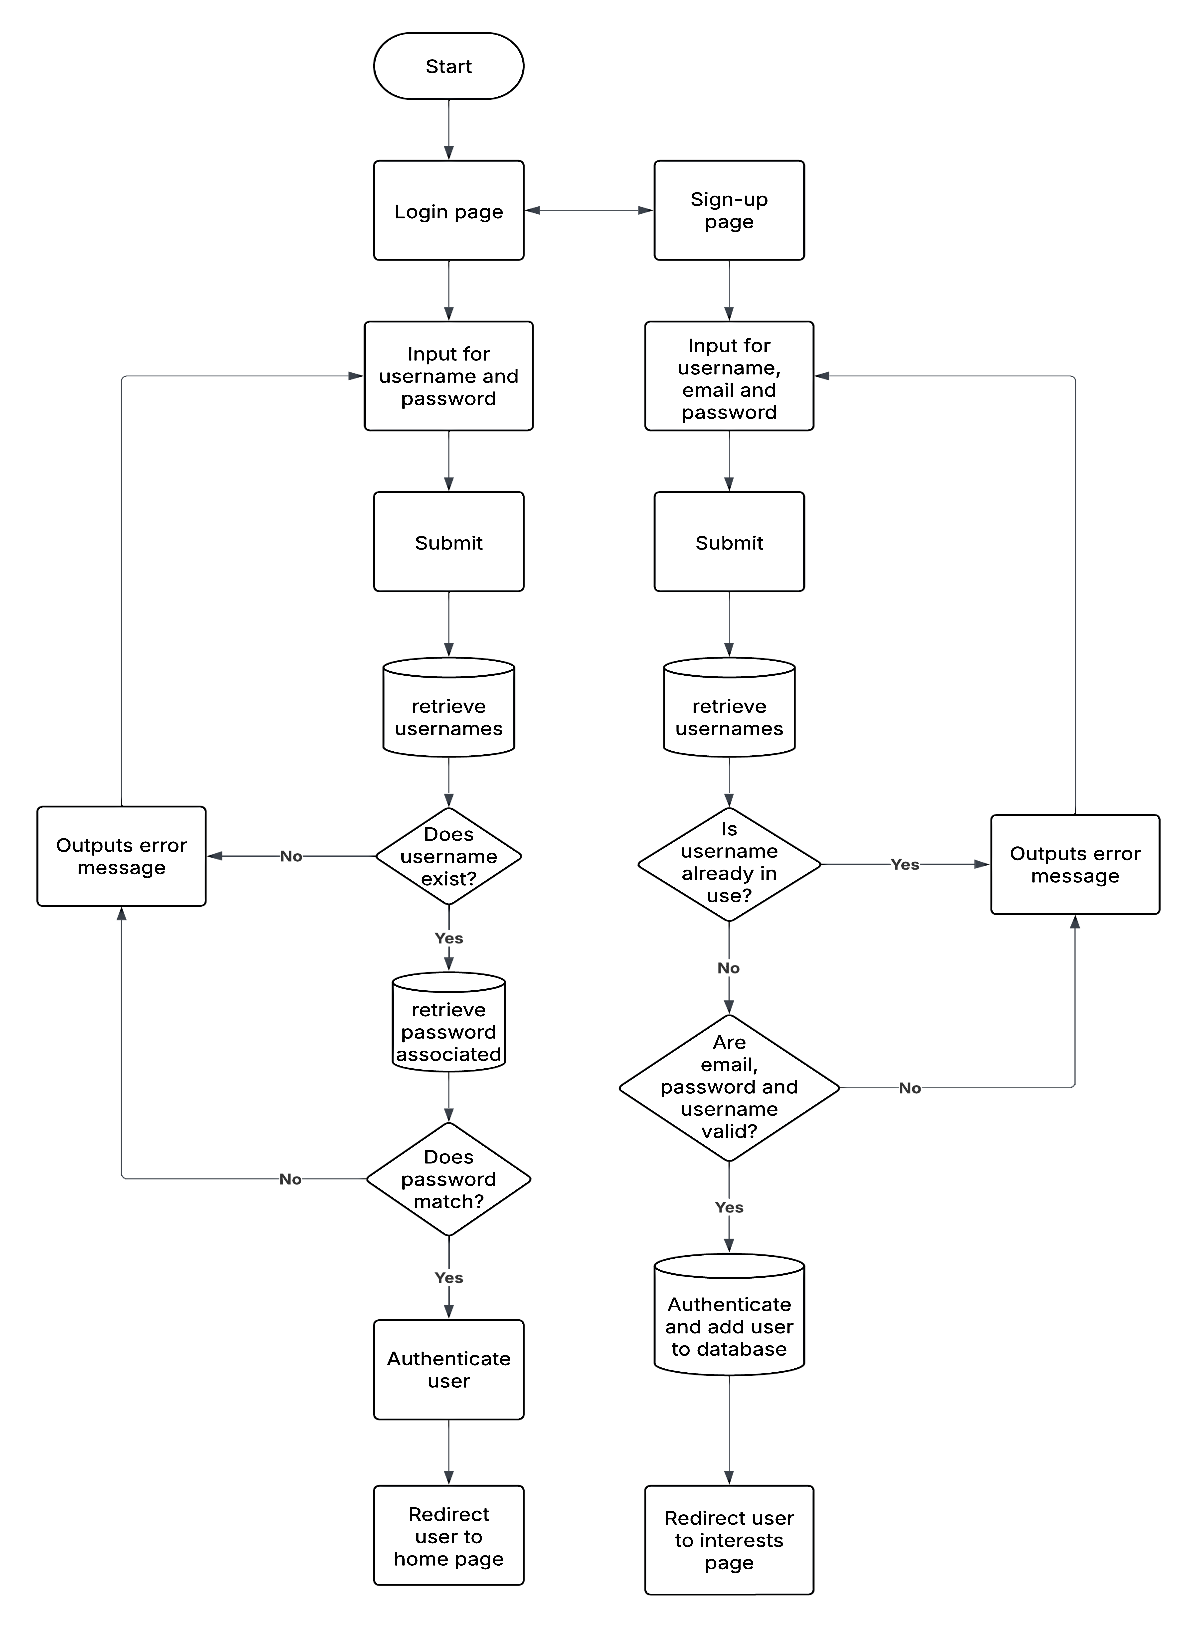 Start
Login page
Sign-up
page
Input for
username and
password
Input for
username,
email and
password
Submit
Submit
retrieve
usernames
retrieve
usernames
Outputs error
message
No
Does
username
exist?
Is
username
already in
use?
Yes
Outputs error
message
Yes
No
retrieve
password
associated
Are
email,
password and
username
valid?
No
No
Does
password
match?
Yes
Yes
Authenticate
user
Authenticate
and add user
to database
Redirect
user to
home page
Redirect user
to interests
page